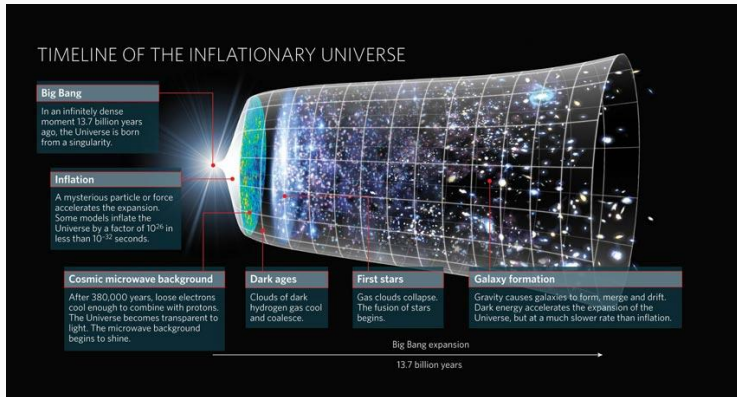 TIMELINE OF THE INFLATIONARY UNIVERSE
Big Bang
In an infinitely dense
moment 13.7 billion years
ago, the Universe is born
from a singularity.
Inflation
A mysterious particle or force
accelerates the expansion.
Some models inflate the
Universe by a factor of 10²⁶ in
less than 10⁻³² seconds.
Cosmic microwave background
After 380,000 years, loose electrons
cool enough to combine with protons.
The Universe becomes transparent to
light. The microwave background
begins to shine.
Dark ages
Clouds of dark
hydrogen gas cool
and coalesce.
First stars
Gas clouds collapse.
The fusion of stars
begins.
Galaxy formation
Gravity causes galaxies to form, merge and drift.
Dark energy accelerates the expansion of the
Universe, but at a much slower rate than inflation.
Big Bang expansion
13.7 billion years